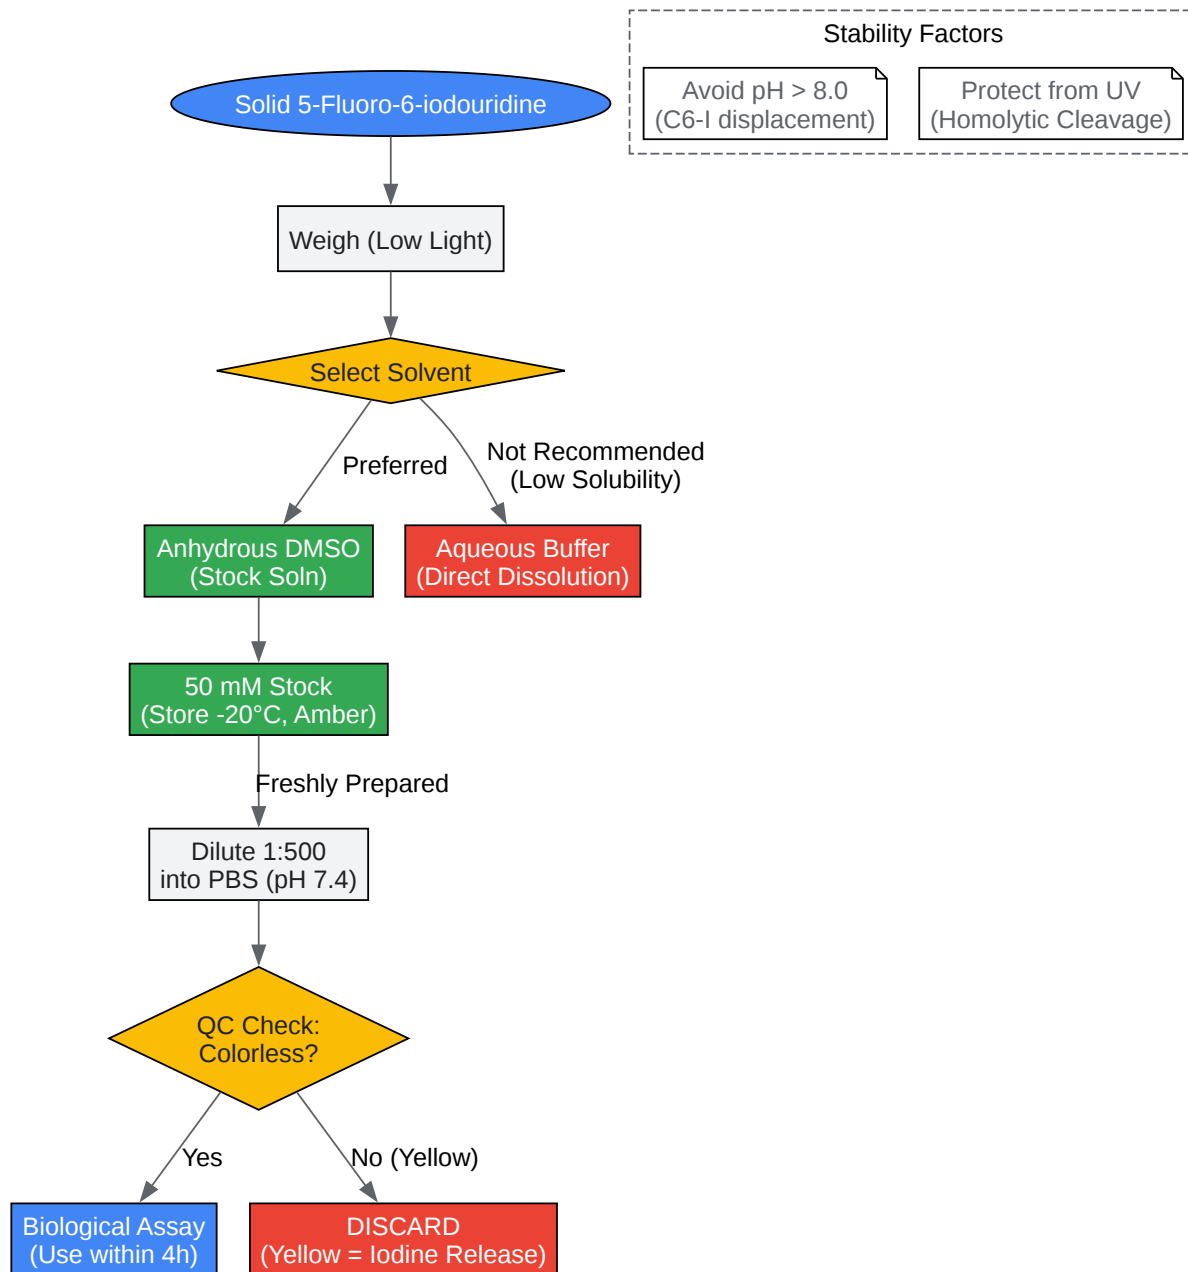 Stability Factors
Avoid pH > 8.0
(C6-I displacement)
Protect from UV
(Homolytic Cleavage)
Solid 5-Fluoro-6-iodouridine
Weigh (Low Light)
Select Solvent
Preferred
Not Recommended
(Low Solubility)
Anhydrous DMSO
(Stock Soln)
Aqueous Buffer
(Direct Dissolution)
50 mM Stock
(Store -20°C, Amber)
Freshly Prepared
Dilute 1:500
into PBS (pH 7.4)
QC Check:
Colorless?
Yes
No (Yellow)
Biological Assay
(Use within 4h)
DISCARD
(Yellow = Iodine Release)